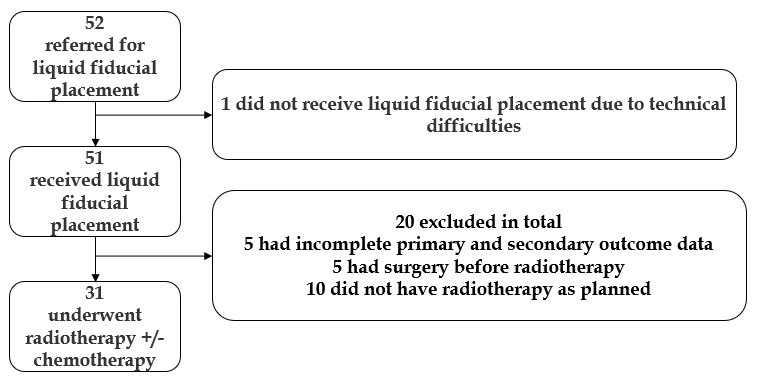 52
referred for
liquid fiducial
placement
1 did not receive liquid fiducial placement due to technical
difficulties
51
received liquid
fiducial
placement
20 excluded in total
5 had incomplete primary and secondary outcome data
5 had surgery before radiotherapy
10 did not have radiotherapy as planned
31
underwent
radiotherapy +/-
chemotherapy